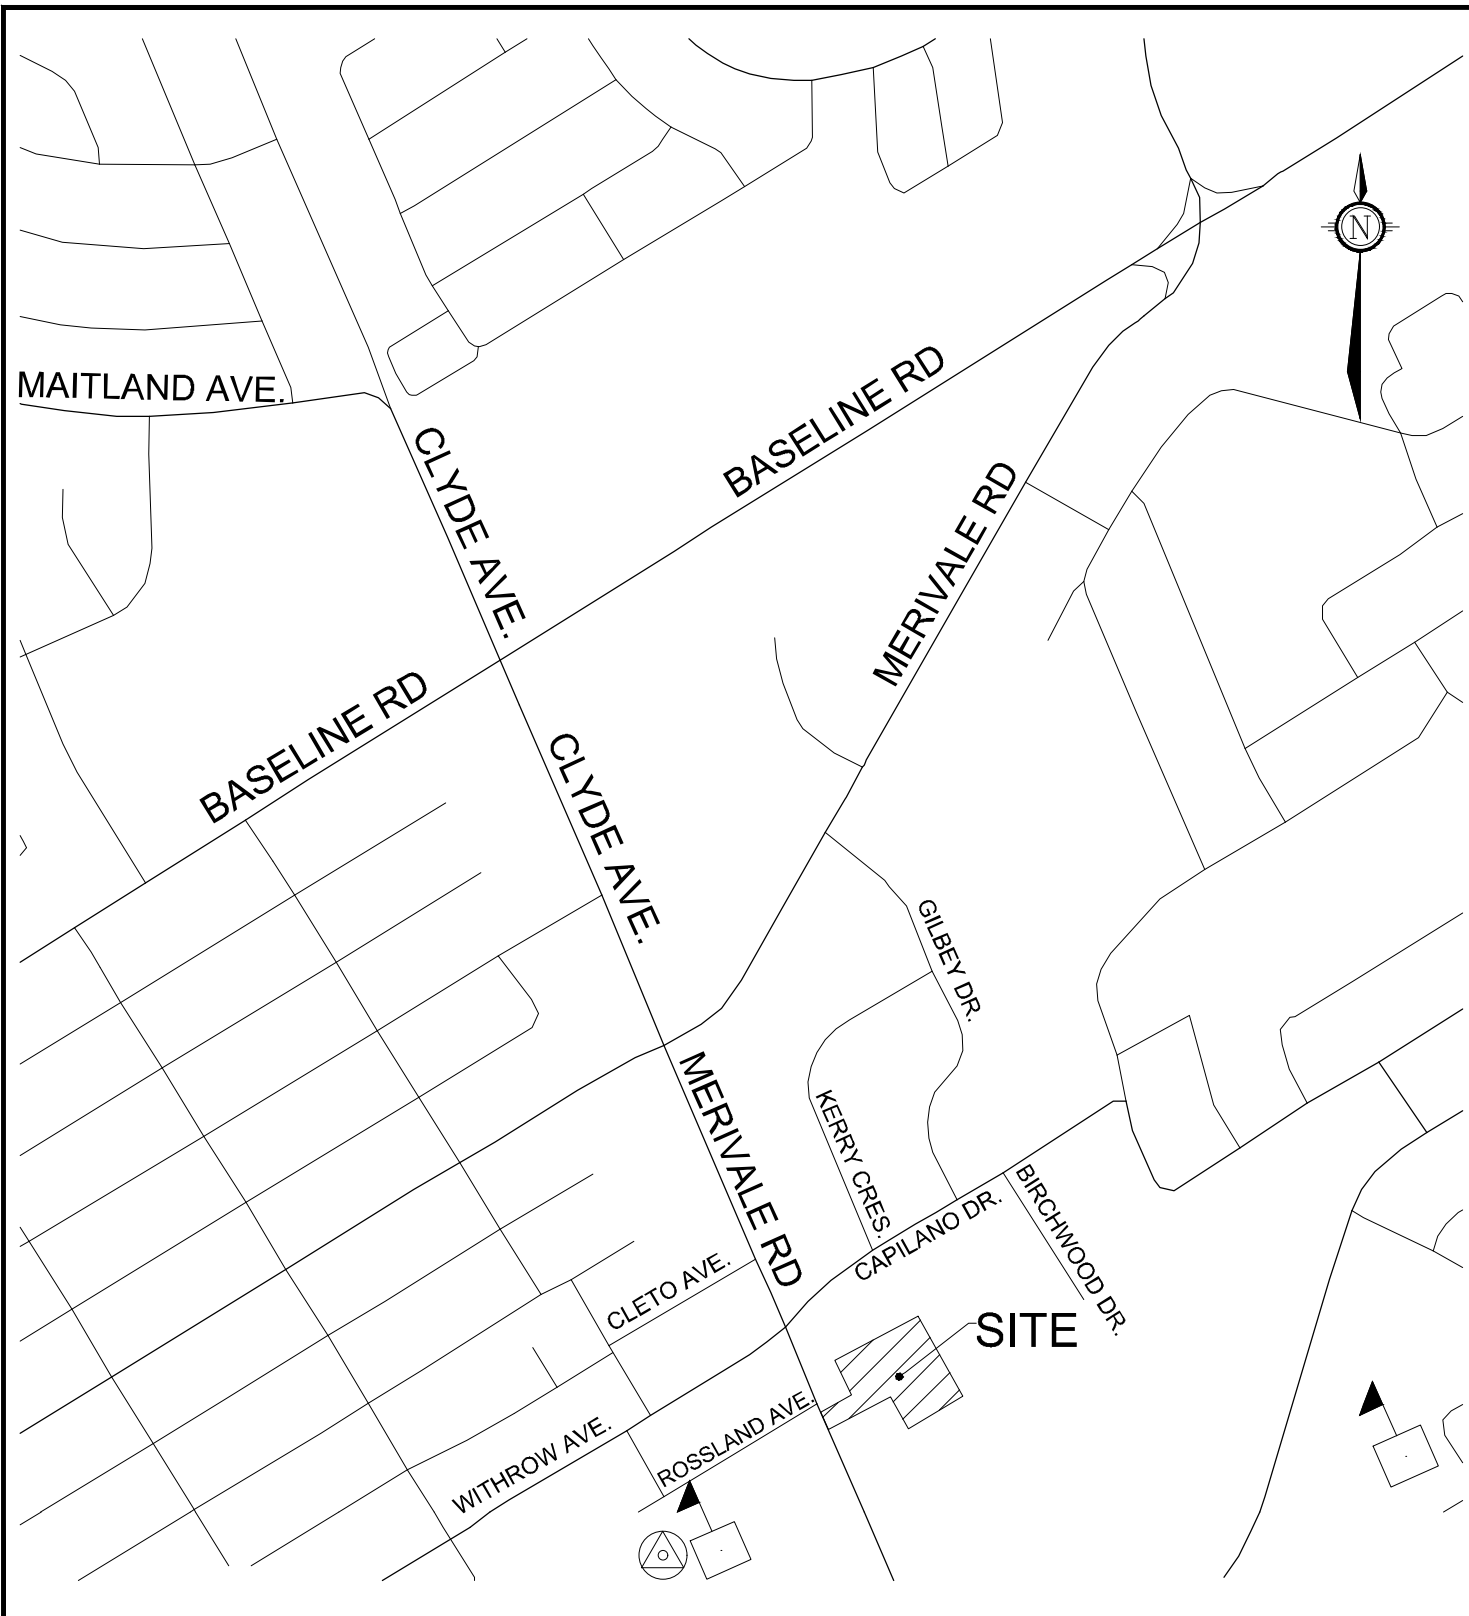 N
MAITLAND AVE.
BASELINE RD
CLYDE AVE.
MERIVALE RD
BASELINE RD
CLYDE AVE.
GILBEY DR.
MERIVALE RD
KERRY CRES.
CAPILANO DR.
BIRCHWOOD DR.
CLETO AVE.
SITE
ROSSLAND AVE.
WITHROW AVE.